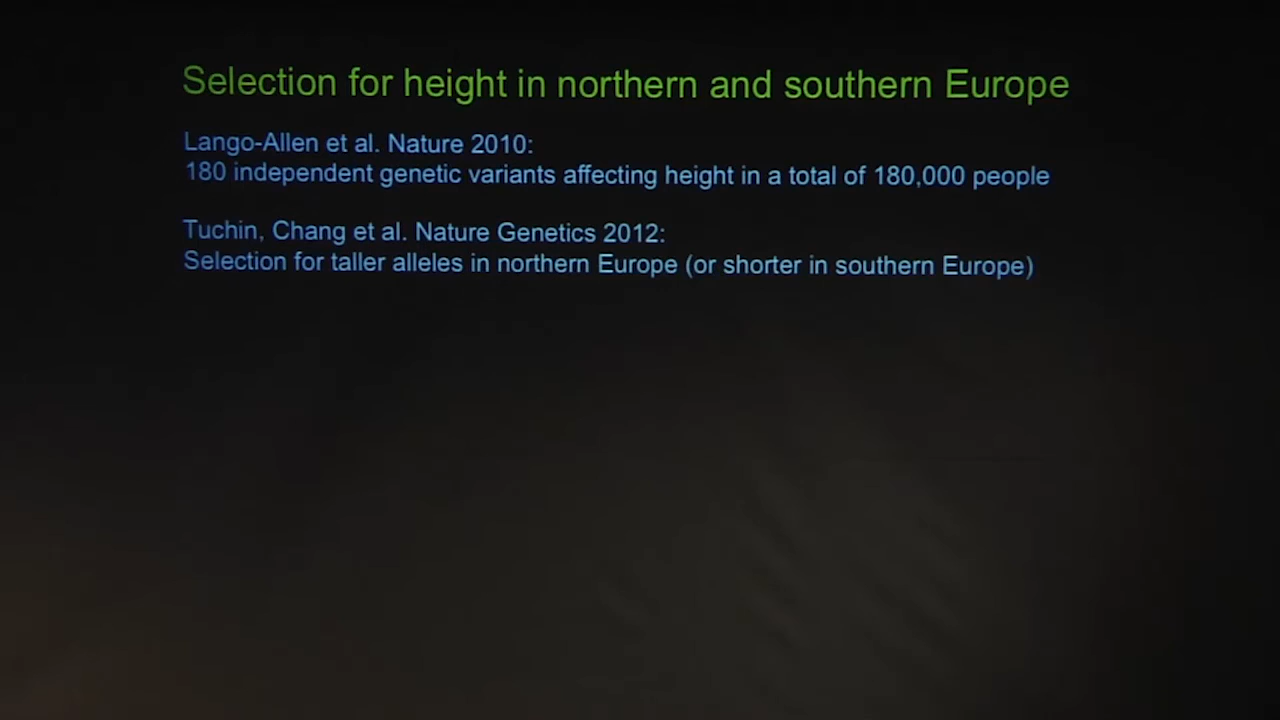 Selection for height in northern and southern Europe
Lango-Allen et al. Nature 2010:
180 independent genetic variants affecting height in a total of 180,000 people
Tuchin, Chang et al. Nature Genetics 2012:
Selection for taller alleles in northern Europe (or shorter in southern Europe)